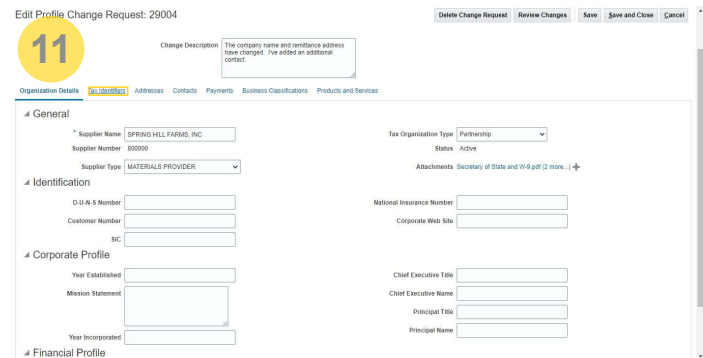 Edit Profile Change Request: 29004
Delete Change Request Review Changes Save Save and Close Cancel
11
Change Description The company name and remittance address
have changed. I've added an additional
contact.
Organization Details Tax Identifiers Addresses Contacts Payments Business Classifications Products and Services
General
* Supplier Name SPRING HILL FARMS, INC
Tax Organization Type Partnership
Supplier Number 800000
Status Active
Supplier Type MATERIALS PROVIDER
Attachments Secretary of State and W-9.pdf (2 more...)
Identification
D-U-N-S Number
National Insurance Number
Customer Number
Corporate Web Site
SIC
Corporate Profile
Year Established
Chief Executive Title
Mission Statement
Chief Executive Name
Principal Title
Principal Name
Year Incorporated
Financial Profile